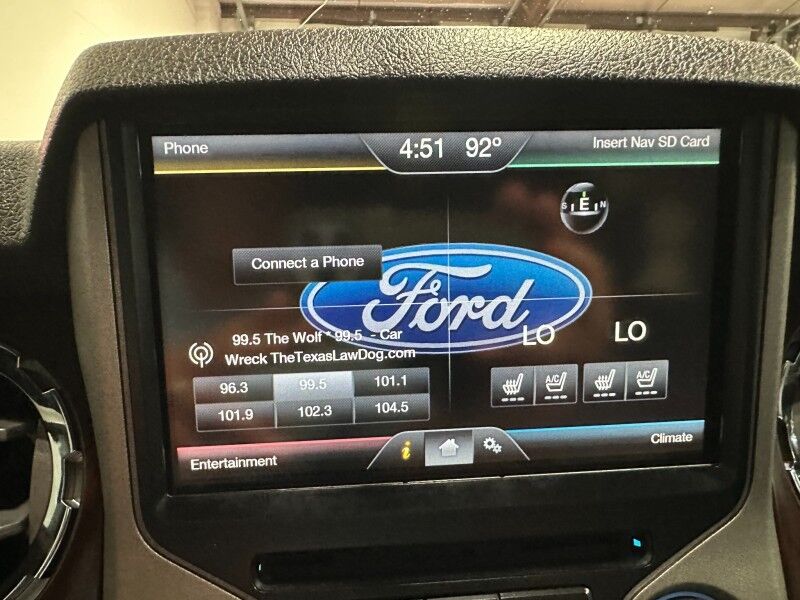 Phone
4:51 92°
Insert Nav SD Card
S E N
Connect a Phone
Ford
99.5 The Wolf * 99.5 - Car
Wreck TheTexasLawDog.com
LO
LO
96.3
99.5
101.1
A/C
A/C
101.9
102.3
104.5
Entertainment
i
Climate